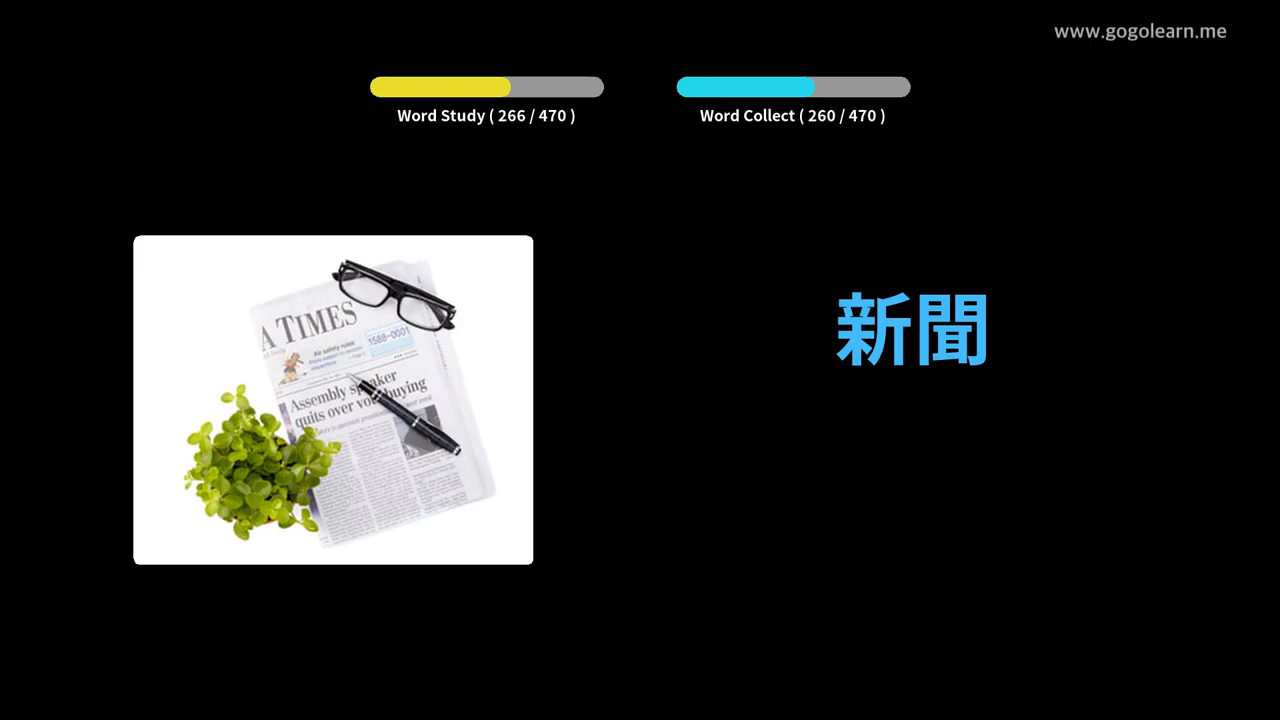 www.gogolearn.me
Word Study ( 266 / 470 )
Word Collect ( 260 / 470 )
新聞
A TIMES
1588-0001
Air safety rules
Assembly speaker
quits over vote buying